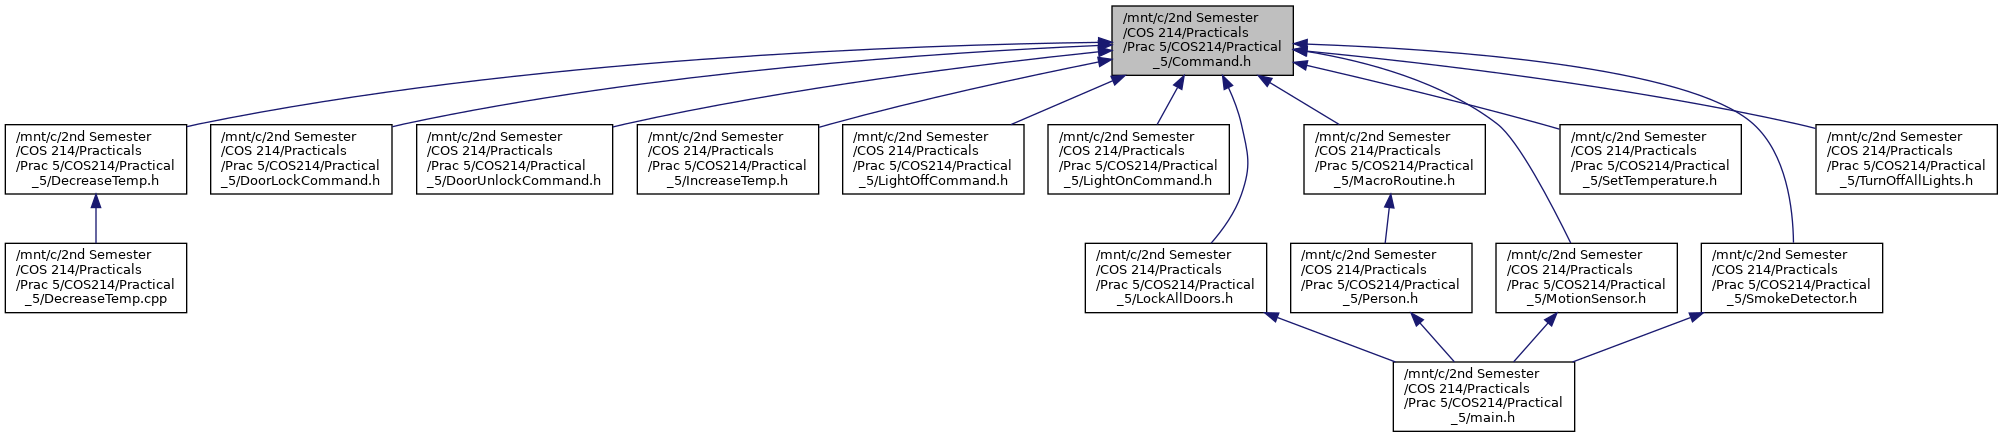 /mnt/c/2nd Semester
/COS 214/Practicals
/Prac 5/COS214/Practical
_5/Command.h
/mnt/c/2nd Semester
/COS 214/Practicals
/Prac 5/COS214/Practical
_5/DecreaseTemp.h
/mnt/c/2nd Semester
/COS 214/Practicals
/Prac 5/COS214/Practical
_5/DoorLockCommand.h
/mnt/c/2nd Semester
/COS 214/Practicals
/Prac 5/COS214/Practical
_5/DoorUnlockCommand.h
/mnt/c/2nd Semester
/COS 214/Practicals
/Prac 5/COS214/Practical
_5/IncreaseTemp.h
/mnt/c/2nd Semester
/COS 214/Practicals
/Prac 5/COS214/Practical
_5/LightOffCommand.h
/mnt/c/2nd Semester
/COS 214/Practicals
/Prac 5/COS214/Practical
_5/LightOnCommand.h
/mnt/c/2nd Semester
/COS 214/Practicals
/Prac 5/COS214/Practical
_5/MacroRoutine.h
/mnt/c/2nd Semester
/COS 214/Practicals
/Prac 5/COS214/Practical
_5/SetTemperature.h
/mnt/c/2nd Semester
/COS 214/Practicals
/Prac 5/COS214/Practical
_5/TurnOffAllLights.h
/mnt/c/2nd Semester
/COS 214/Practicals
/Prac 5/COS214/Practical
_5/DecreaseTemp.cpp
/mnt/c/2nd Semester
/COS 214/Practicals
/Prac 5/COS214/Practical
_5/LockAllDoors.h
/mnt/c/2nd Semester
/COS 214/Practicals
/Prac 5/COS214/Practical
_5/Person.h
/mnt/c/2nd Semester
/COS 214/Practicals
/Prac 5/COS214/Practical
_5/MotionSensor.h
/mnt/c/2nd Semester
/COS 214/Practicals
/Prac 5/COS214/Practical
_5/SmokeDetector.h
/mnt/c/2nd Semester
/COS 214/Practicals
/Prac 5/COS214/Practical
_5/main.h